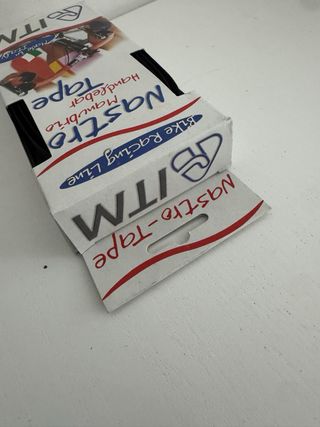 ITM
Nastro
Manubrio
Tape
Handlebar
Bike Racing Line
ITM
Nastro-Tape